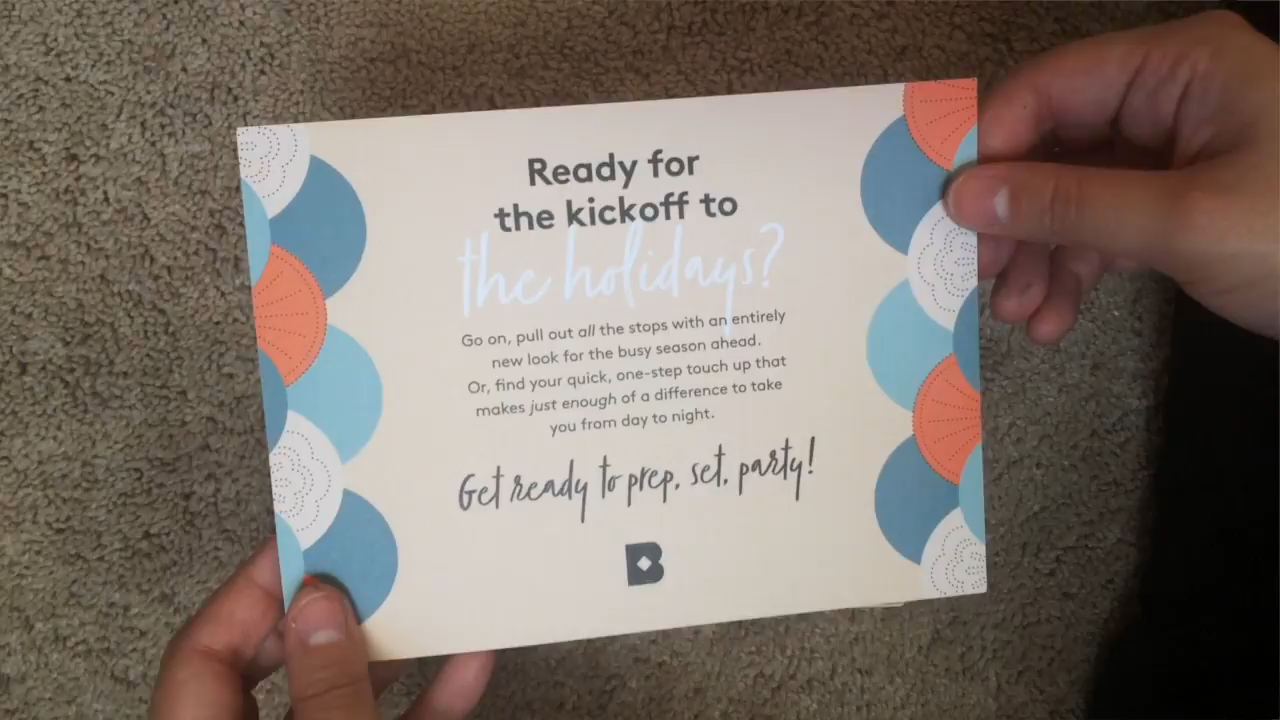 Ready for
the kickoff to
the holidays?
Go on, pull out all the stops with an entirely
new look for the busy season ahead.
Or, find your quick, one-step touch up that
makes just enough of a difference to take
you from day to night.
Get ready to prep, set, party!
B